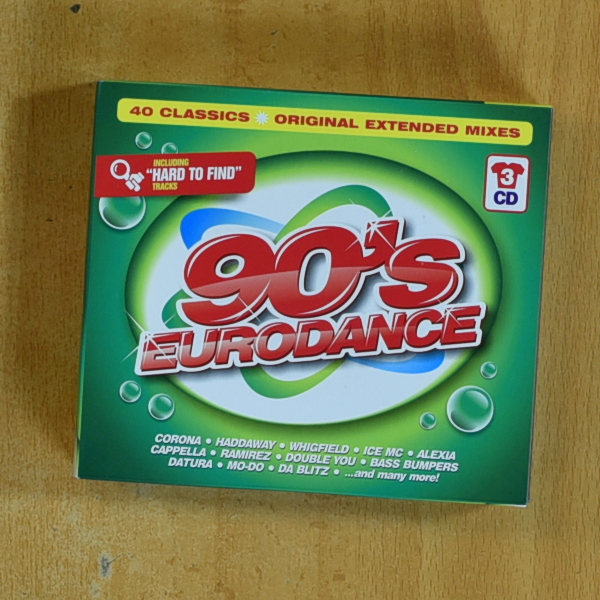 40 CLASSICS ORIGINAL EXTENDED MIXES
INCLUDING
"HARD TO FIND"
TRACKS
3
CD
90's
EURODANCE
CORONA • HADDAWAY • WHIGFIELD • ICE MC • ALEXIA
CAPPELLA • RAMIREZ • DOUBLE YOU • BASS BUMPERS
DATURA • MO-DO • DA BLITZ • ...and many more!